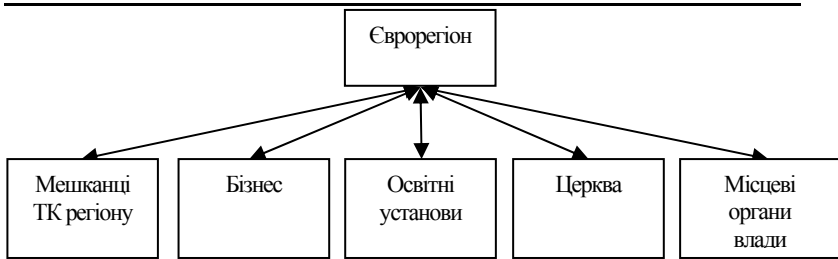 Єврорегіон
Мешканці
ТК регіону
Бізнес
Освітні
установи
Церква
Місцеві
органи
влади